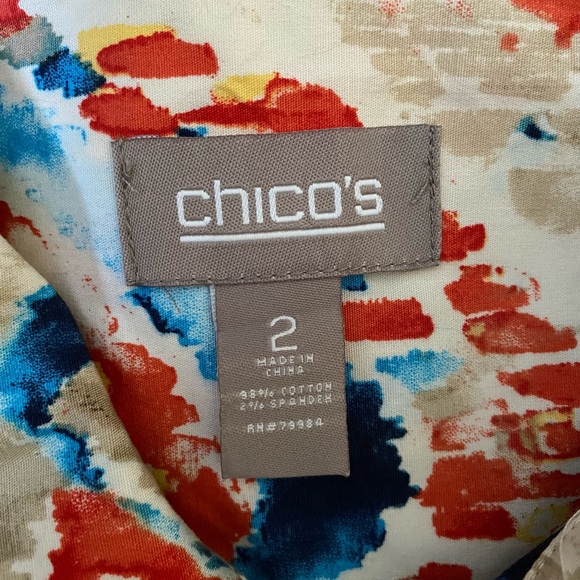 chico's
2
MADE IN
CHINA
98% COTTON
2% SPANDEX
RN#79984